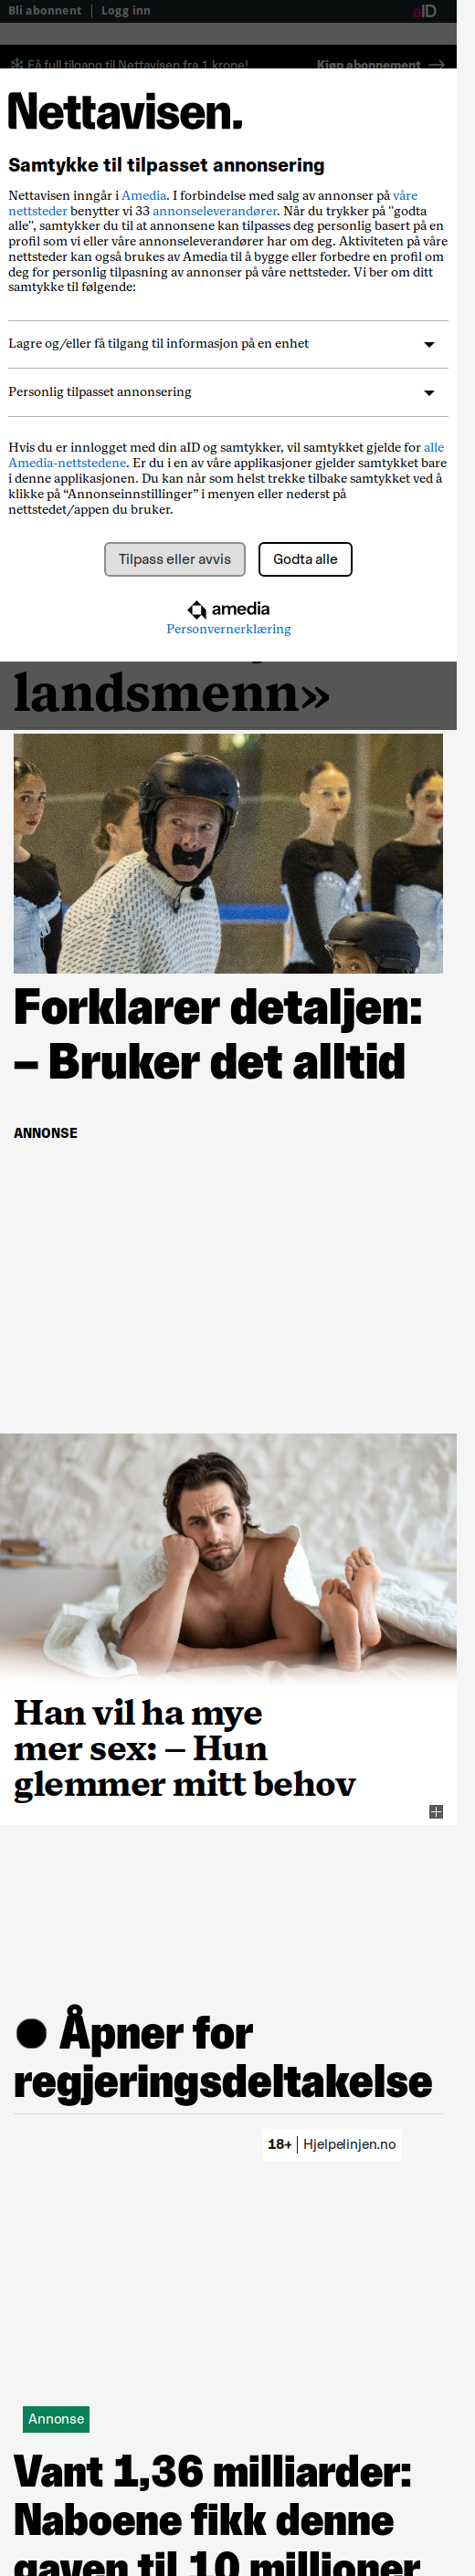 Bli abonnent | Logg inn
aID
Få full tilgang til Nettavisen fra 1 krone!
Kjøp abonnement →
Nettavisen.
Samtykke til tilpasset annonsering
Nettavisen inngår i Amedia. I forbindelse med salg av annonser på våre
nettsteder benytter vi 33 annonseleverandører. Når du trykker på "godta
alle", samtykker du til at annonsene kan tilpasses deg personlig basert på en
profil som vi eller våre annonseleverandører har om deg. Aktiviteten på våre
nettsteder kan også brukes av Amedia til å bygge eller forbedre en profil om
deg for personlig tilpasning av annonser på våre nettsteder. Vi ber om ditt
samtykke til følgende:
Lagre og/eller få tilgang til informasjon på en enhet
Personlig tilpasset annonsering
Hvis du er innlogget med din aID og samtykker, vil samtykket gjelde for alle
Amedia-nettstedene. Er du i en av våre applikasjoner gjelder samtykket bare
i denne applikasjonen. Du kan når som helst trekke tilbake samtykket ved å
klikke på “Annonseinnstillinger” i menyen eller nederst på
nettstedet/appen du bruker.
Tilpass eller avvis
Godta alle
amedia
Personvernerklæring
landsmenn»
Forklarer detaljen:
– Bruker det alltid
ANNONSE
Han vil ha mye
mer sex: – Hun
glemmer mitt behov
● Åpner for
regjeringsdeltakelse
18+ | Hjelpelinjen.no
Annonse
Vant 1,36 milliarder:
Naboene fikk denne
gaven til 10 millioner